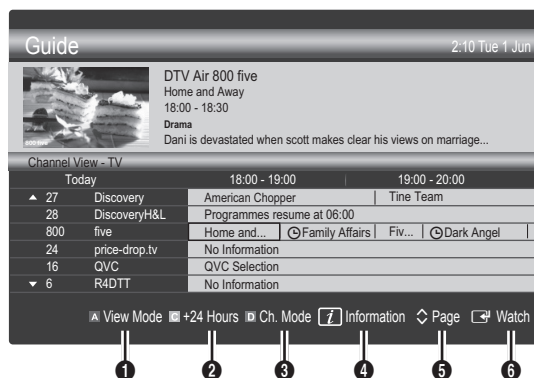 Guide 2:10 Tue 1 Jun
DTV Air 800 five
Home and Away
18:00 - 18:30
Drama
Dani is devastated when scott makes clear his views on marriage...
800 five
Channel View - TV
Today 18:00 - 19:00 19:00 - 20:00
▲ 27 Discovery American Chopper Tine Team
28 DiscoveryH&L Programmes resume at 06:00
800 five Home and... Family Affairs Fiv... Dark Angel
24 price-drop.tv No Information
16 QVC QVC Selection
▼ 6 R4DTT No Information
A View Mode C +24 Hours D Ch. Mode i Information Page Watch
1 2 3 4 5 6